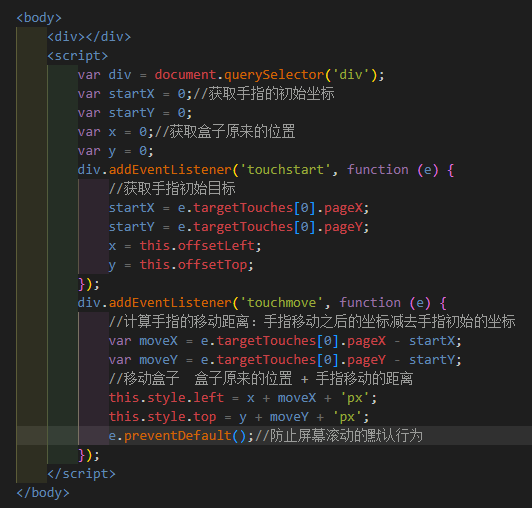 <body>
<div></div>
<script>
var div = document.querySelector('div');
var startX = 0;//获取手指的初始坐标
var startY = 0;
var x = 0;//获取盒子原来的位置
var y = 0;
div.addEventListener('touchstart', function (e) {
//获取手指初始目标
startX = e.targetTouches[0].pageX;
startY = e.targetTouches[0].pageY;
x = this.offsetLeft;
y = this.offsetTop;
});
div.addEventListener('touchmove', function (e) {
//计算手指的移动距离：手指移动之后的坐标减去手指初始的坐标
var moveX = e.targetTouches[0].pageX - startX;
var moveY = e.targetTouches[0].pageY - startY;
//移动盒子  盒子原来的位置 + 手指移动的距离
this.style.left = x + moveX + 'px';
this.style.top = y + moveY + 'px';
e.preventDefault();//防止屏幕滚动的默认行为
});
</script>
</body>